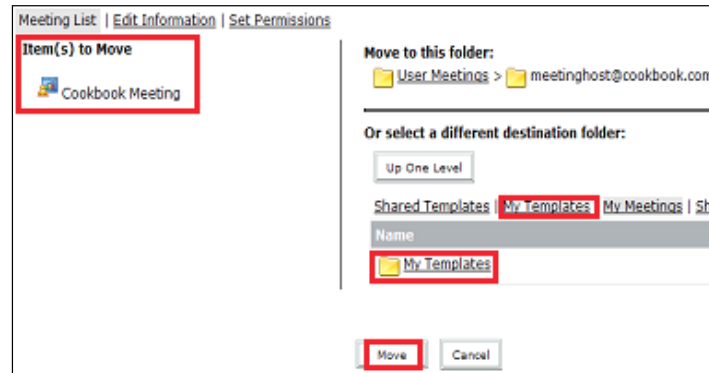 Meeting List | Edit Information | Set Permissions
Item(s) to Move
Cookbook Meeting
Move to this folder:
User Meetings > meetinghost@cookbook.com
Or select a different destination folder:
Up One Level
Shared Templates | My Templates My Meetings |
Name
My Templates
Move Cancel